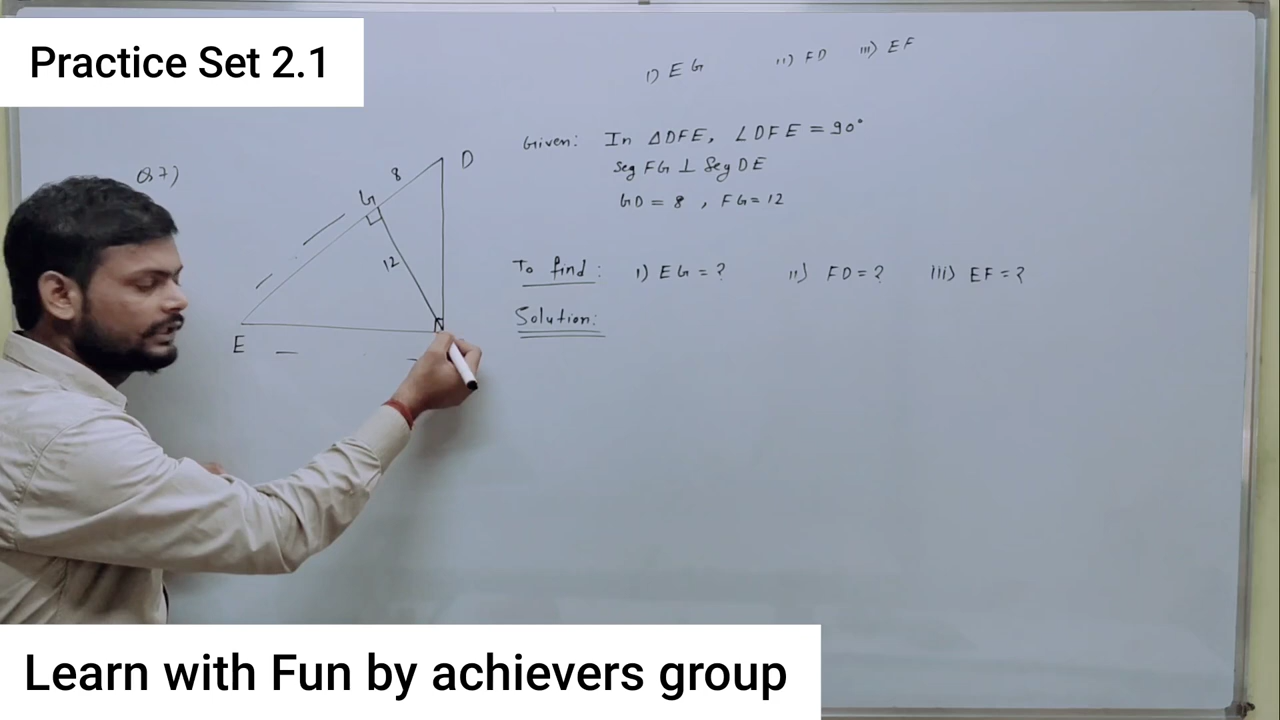 Practice Set 2.1
i) EG ii) FD iii) EF
Given: In ΔDFE, ∠DFE = 90°
seg FG ⊥ seg DE
GD = 8 , FG = 12
Q.7)
D
8
G
12
E
To find: i) EG = ? ii) FD = ? iii) EF = ?
Solution:
Learn with Fun by achievers group